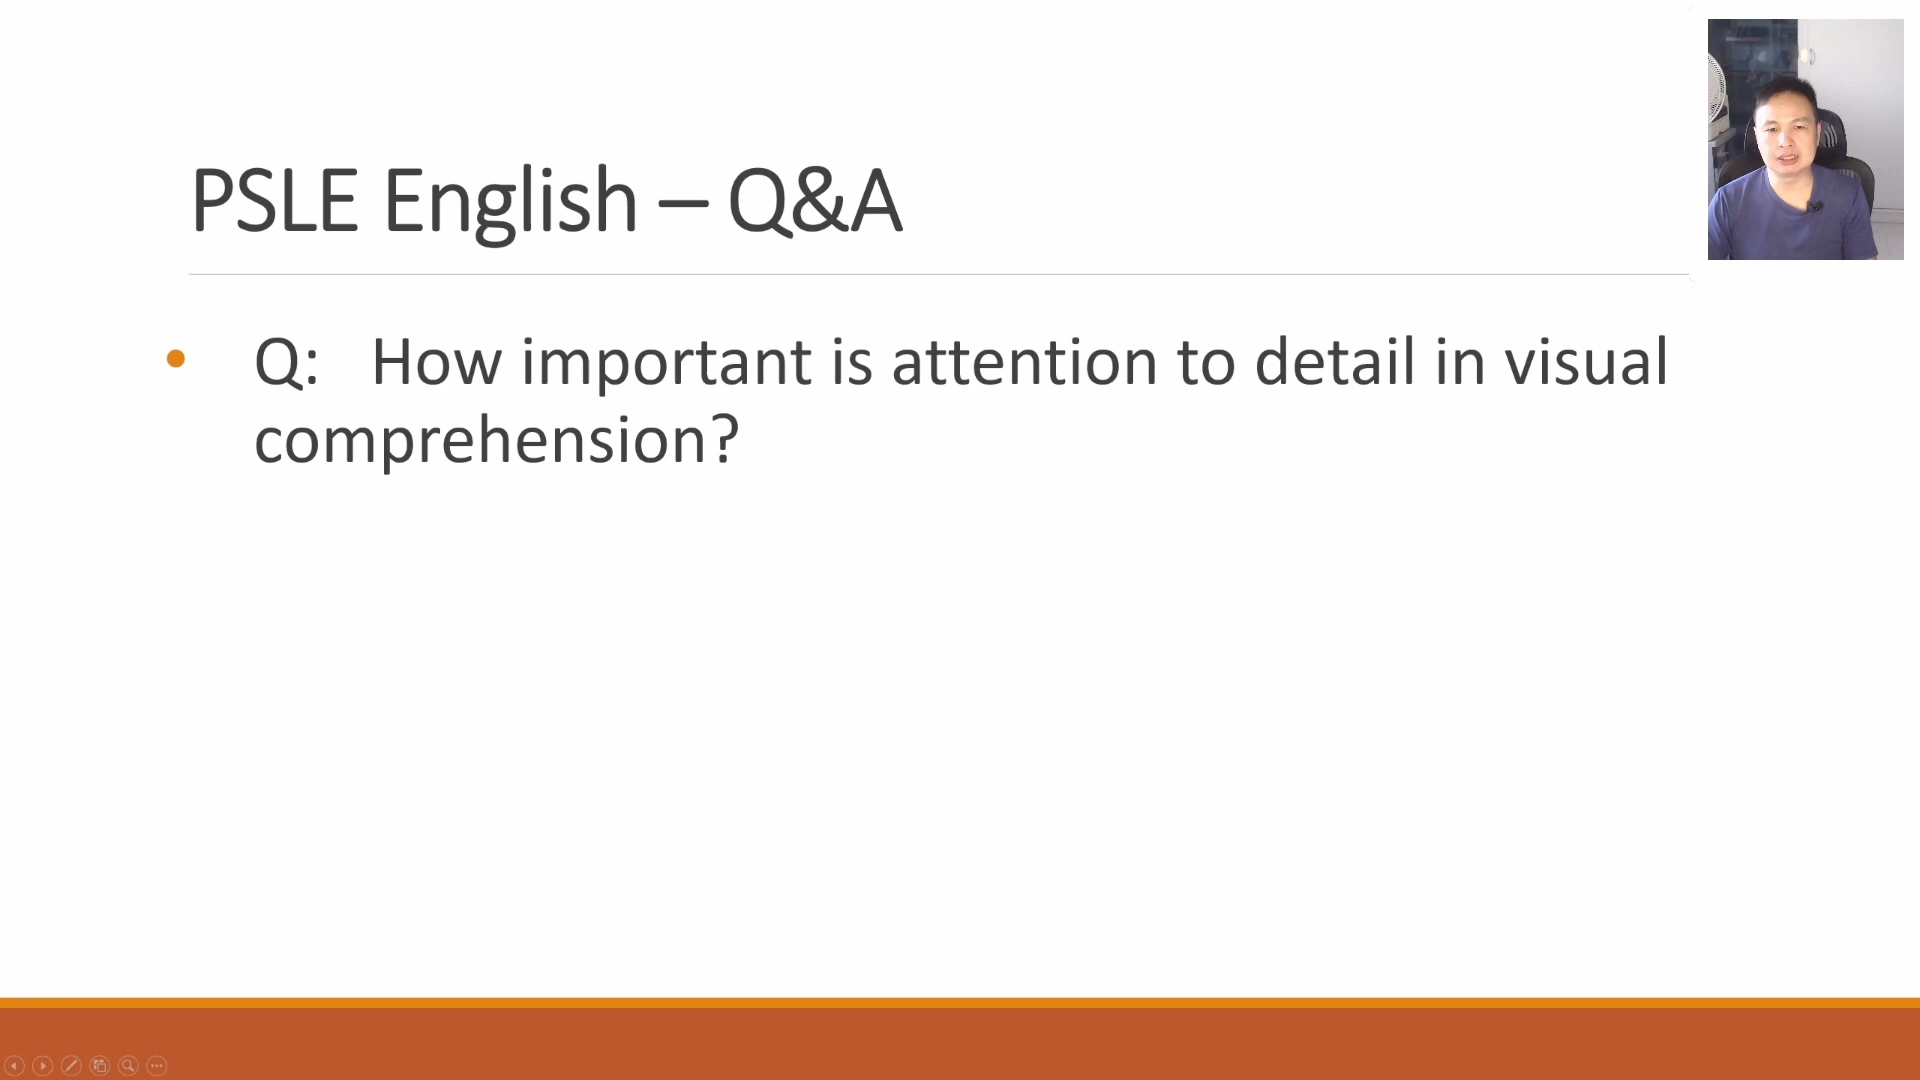 PSLE English – Q&A
• Q: How important is attention to detail in visual
comprehension?